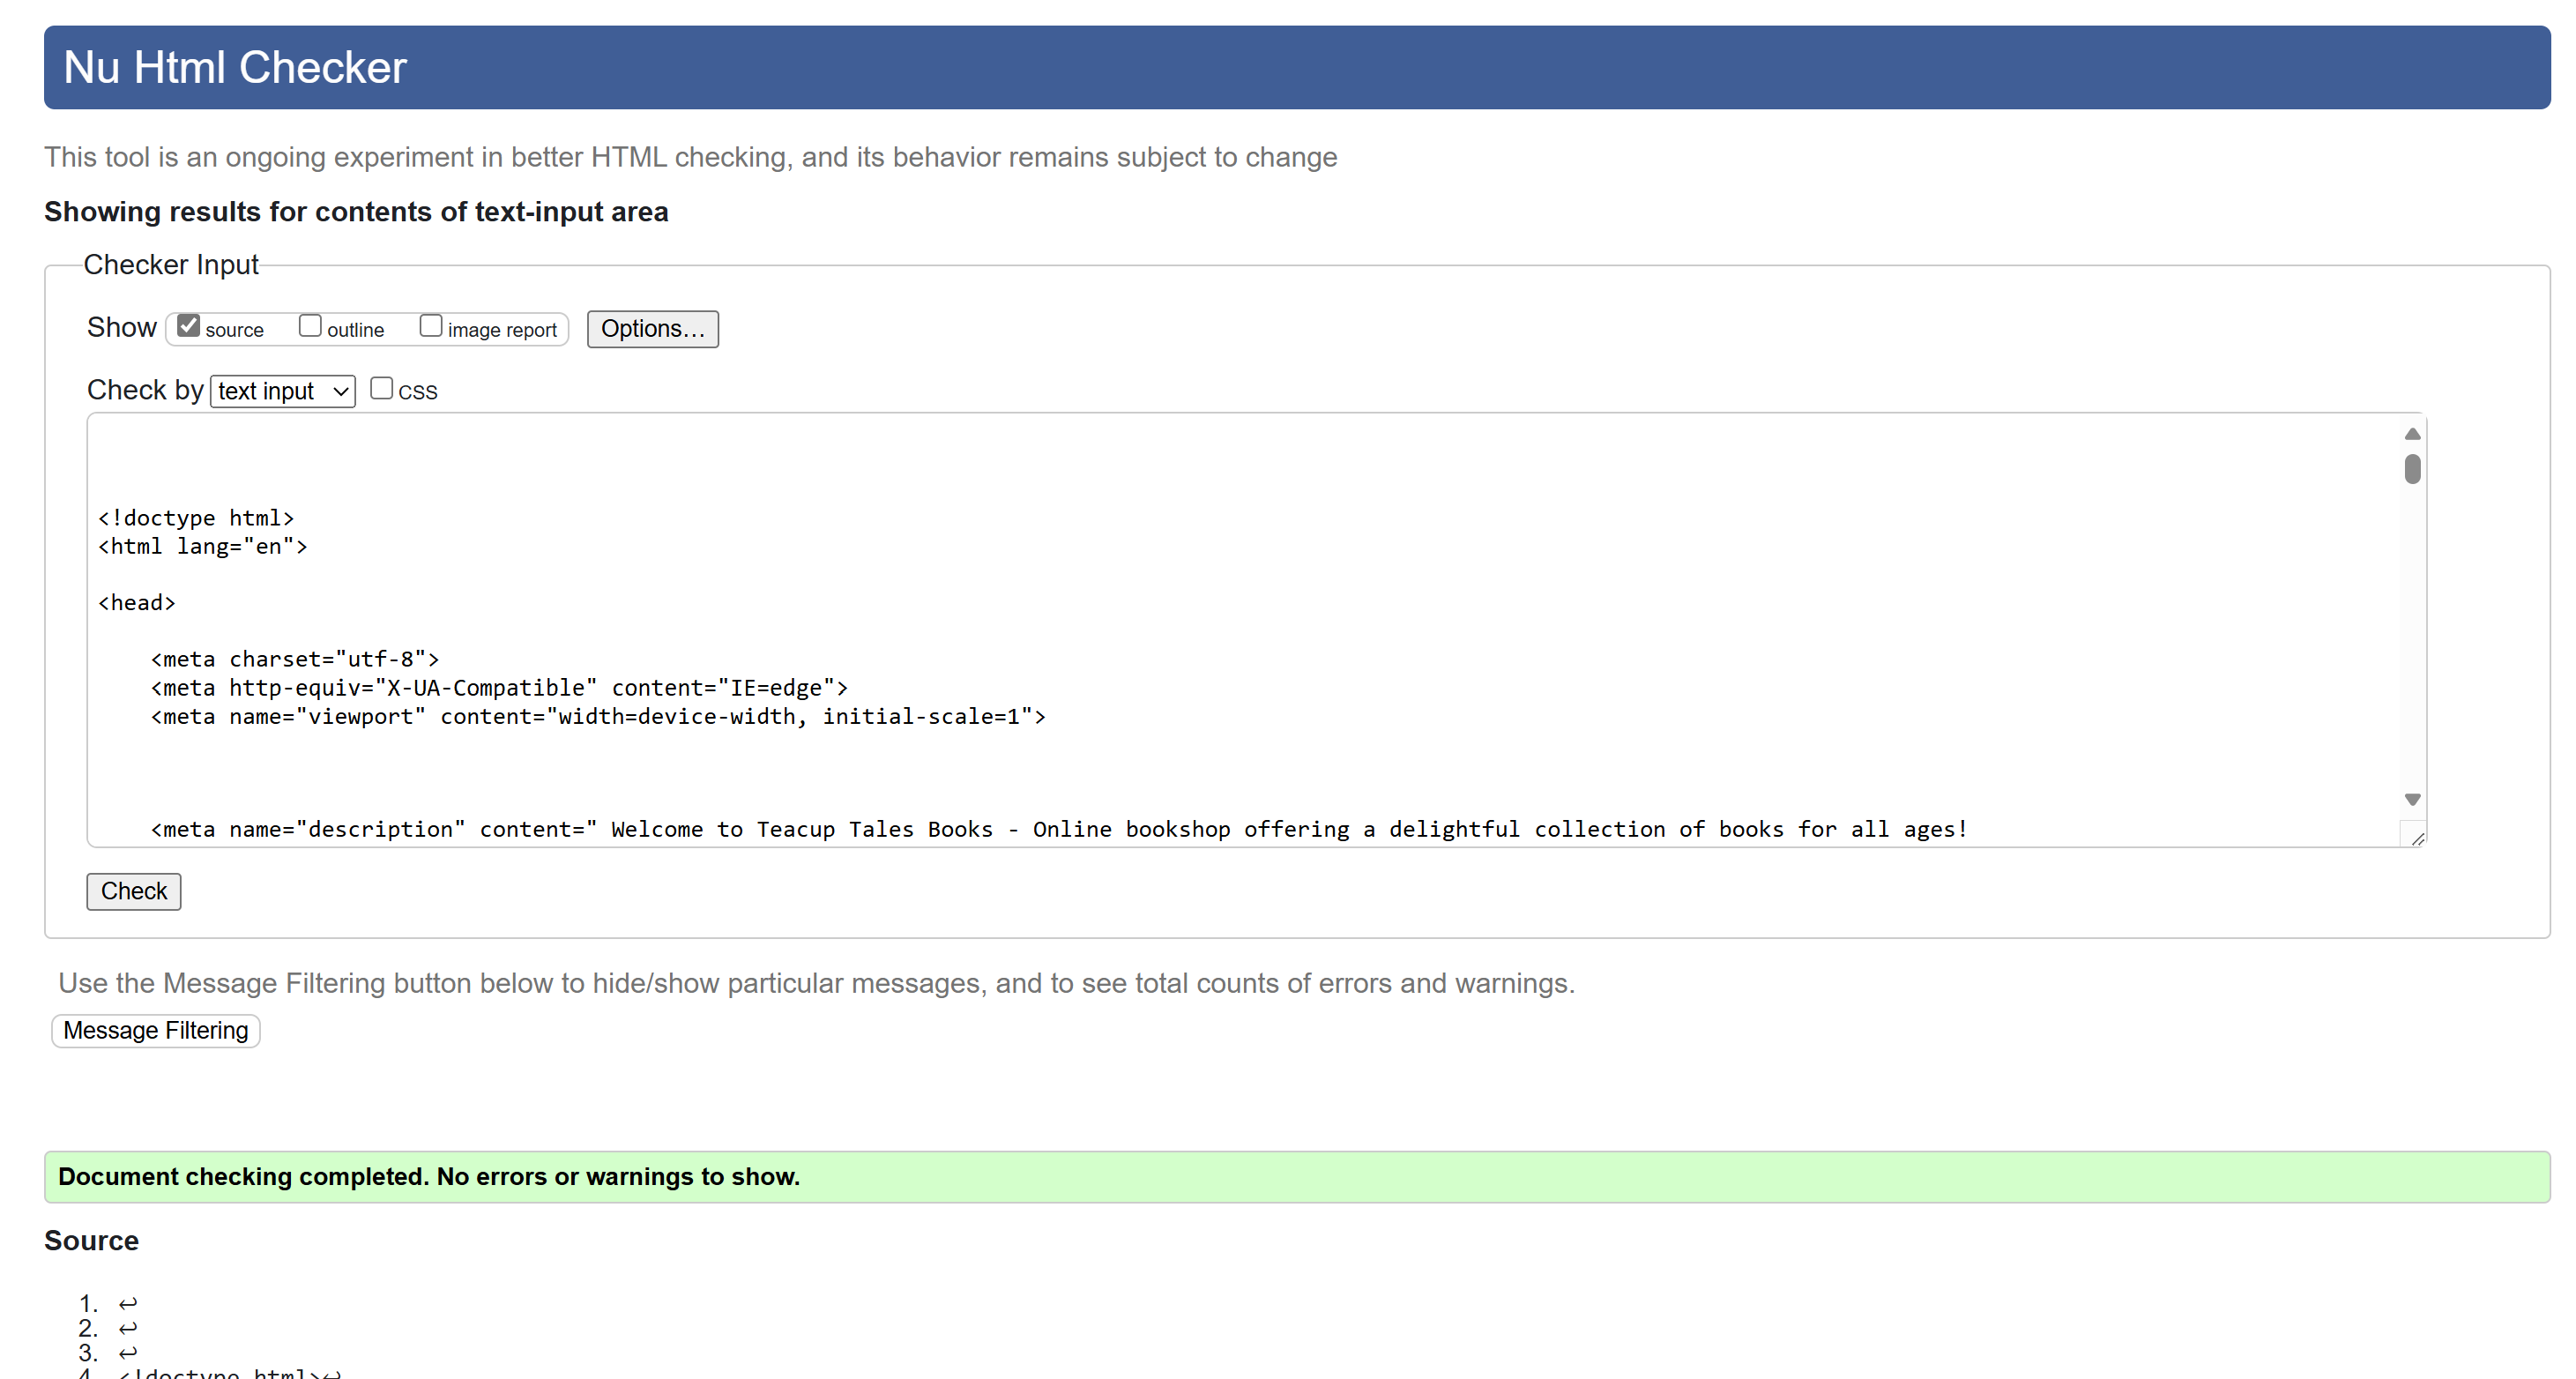 Nu Html Checker
This tool is an ongoing experiment in better HTML checking, and its behavior remains subject to change
Showing results for contents of text-input area
Checker Input
Show source outline image report Options...
Check by text input CSS
<!doctype html>
<html lang="en">
<head>
<meta charset="utf-8">
<meta http-equiv="X-UA-Compatible" content="IE=edge">
<meta name="viewport" content="width=device-width, initial-scale=1">
<meta name="description" content=" Welcome to Teacup Tales Books - Online bookshop offering a delightful collection of books for all ages!
Check
Use the Message Filtering button below to hide/show particular messages, and to see total counts of errors and warnings.
Message Filtering
Document checking completed. No errors or warnings to show.
Source
1. ↩
2. ↩
3. ↩
4. <!doctype html>↩